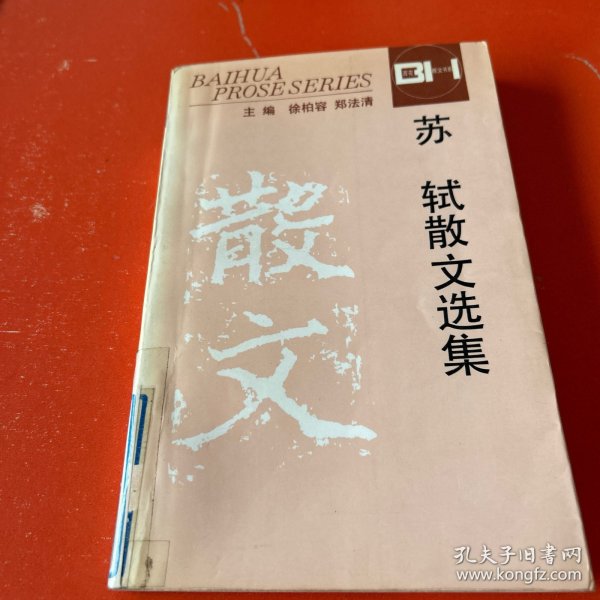 BAIHUA
PROSE SERIES
主编 徐柏容 郑法清
BH
苏轼散文选集
散文
孔夫子旧书网
www.kongfz.com